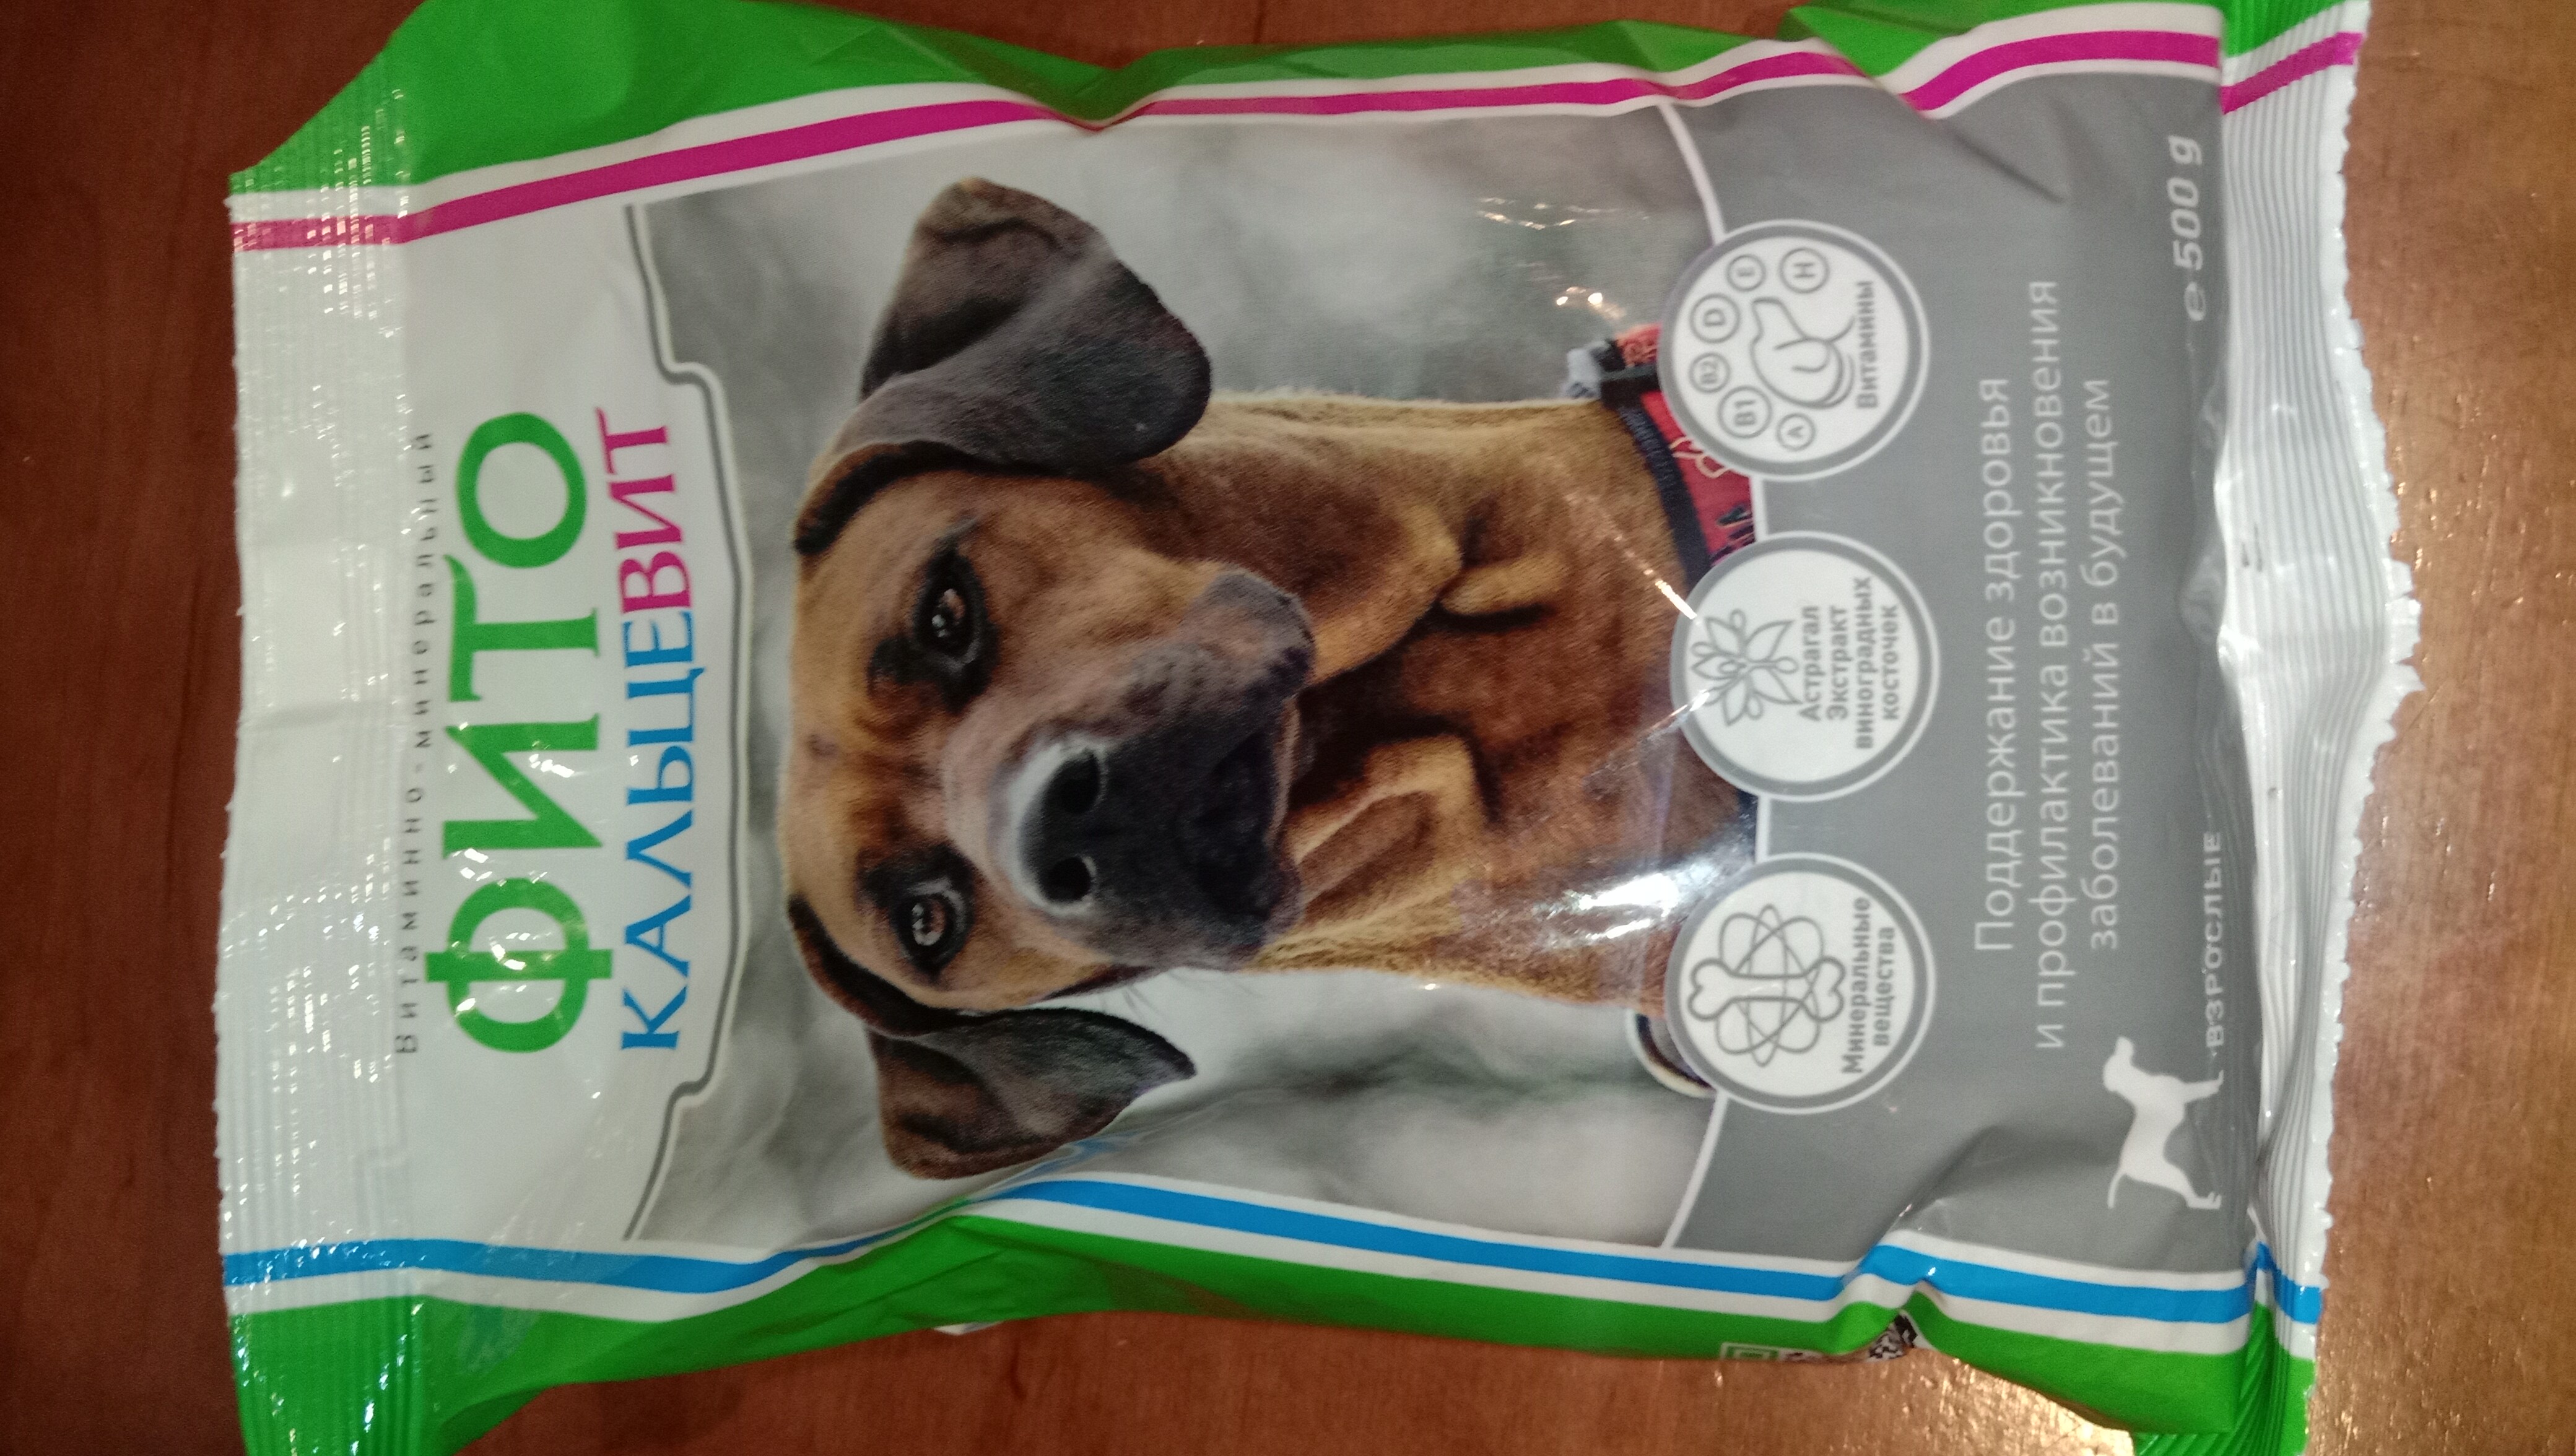 Витамино-минеральный
ФИТО
КАЛЬЦЕВИТ
Минеральные
вещества
Астрагал
Экстракт
виноградных
косточек
A
B1
B2
D
E
H
Витамины
Поддержание здоровья
и профилактика возникновения
заболеваний в будущем
ВЗРОСЛЫЕ
e 500 g